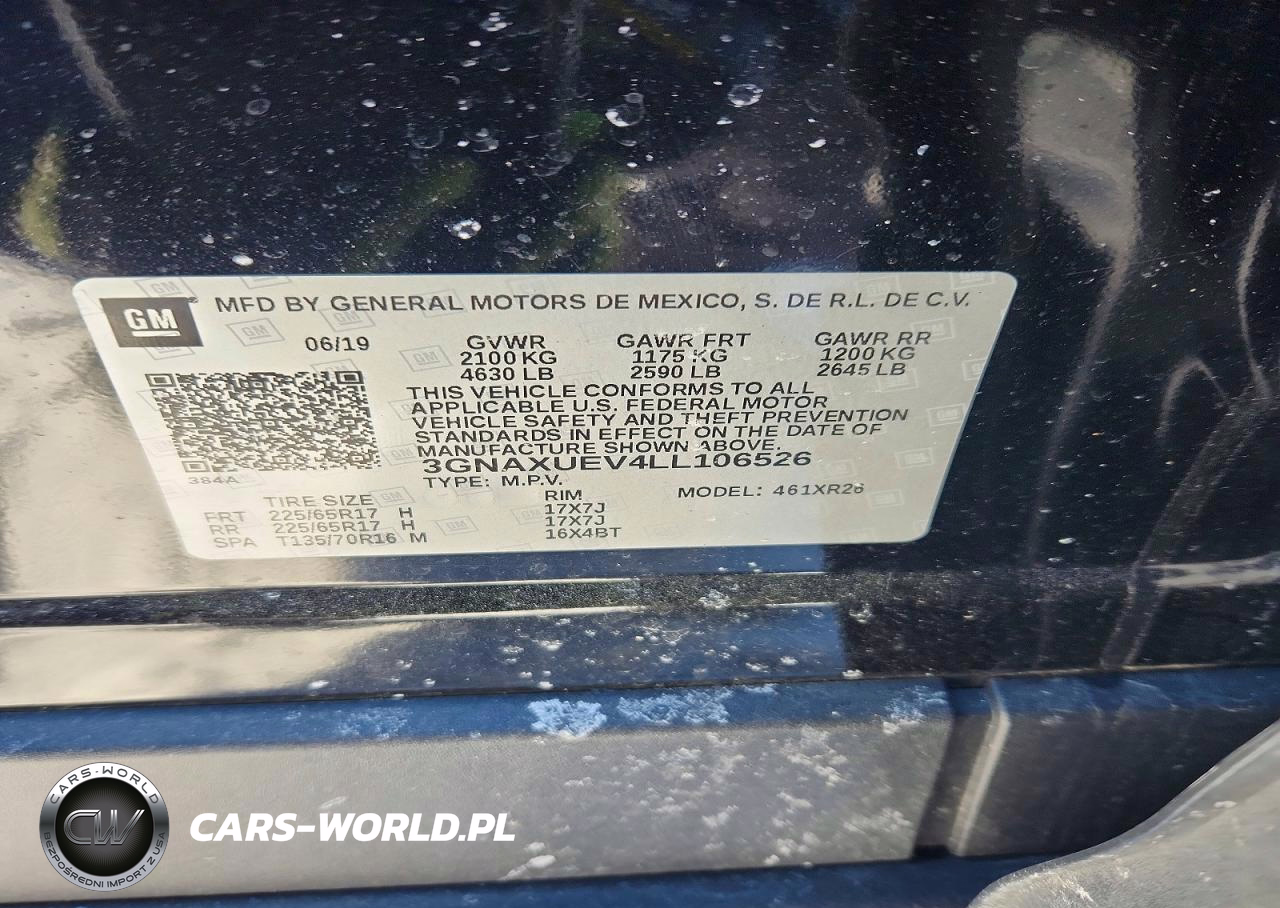 GM
MFD BY GENERAL MOTORS DE MEXICO, S. DE R.L. DE C.V.
06/19 GVWR GAWR FRT GAWR RR
2100 KG 1175 KG 1200 KG
4630 LB 2590 LB 2645 LB
THIS VEHICLE CONFORMS TO ALL
APPLICABLE U.S. FEDERAL MOTOR
VEHICLE SAFETY AND THEFT PREVENTION
STANDARDS IN EFFECT ON THE DATE OF
MANUFACTURE SHOWN ABOVE.
3GNAXUEV4LL106526
384A TYPE: M.P.V. MODEL: 461XR26
TIRE SIZE RIM
FRT 225/65R17 H 17X7J
RR 225/65R17 H 17X7J
SPA T135/70R16 M 16X4BT
CARS-WORLD
CW
BEZPOŚREDNI IMPORT Z USA
CARS-WORLD.PL